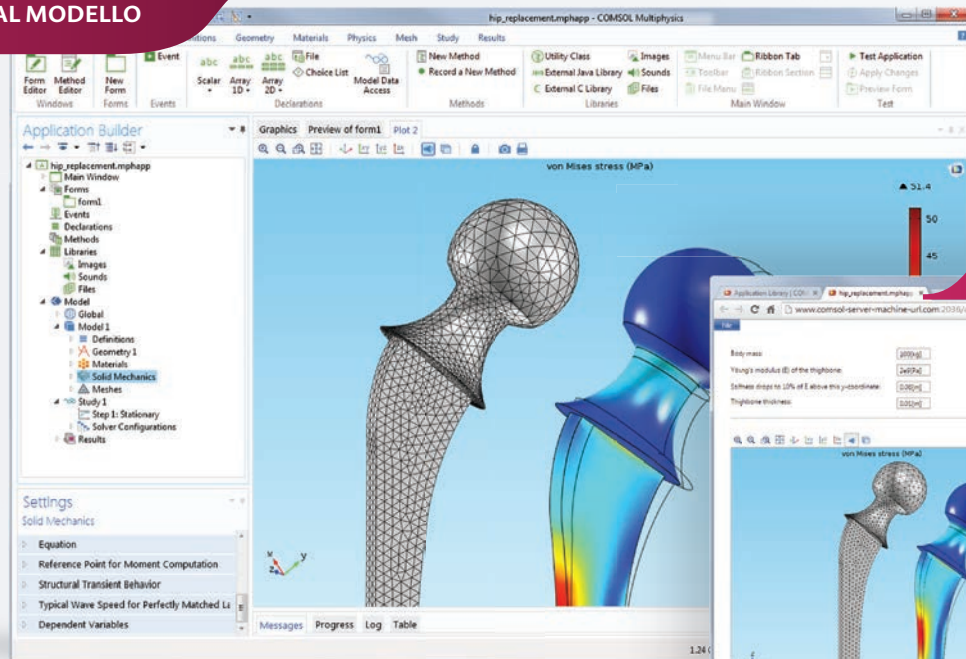 AL MODELLO
hip_replacement.mphapp - COMSOL Multiphysics
Geometry Materials Physics Mesh Study Results
Form Editor
Method Editor
Windows
New Form
Forms
Event
Events
abc Scalar
abc Array 1D
abc Array 2D
File
Choice List
Model Data Access
Declarations
New Method
Record a New Method
Methods
Utility Class
External Java Library
External C Library
Images
Sounds
Files
Libraries
Menu Bar
Toolbar
File Menu
Ribbon Tab
Ribbon Section
Main Window
Test Application
Apply Changes
Preview Form
Test
Application Builder
hip_replacement.mphapp
Main Window
Forms
form1
Events
Declarations
Methods
Libraries
Images
Sounds
Files
Model
Global
Model 1
Definitions
Geometry 1
Materials
Solid Mechanics
Meshes
Study 1
Step 1: Stationary
Solver Configurations
Results
Settings
Solid Mechanics
Equation
Reference Point for Moment Computation
Structural Transient Behavior
Typical Wave Speed for Perfectly Matched La
Dependent Variables
Graphics Preview of form1 Plot 2
von Mises stress (MPa)
▲ 51.4
50
45
x y z
Messages Progress Log Table
1.24
Application Library | COM
hip_replacement.mphapp
www.comsol-server-machine-url.com:2036/
File
Body mass:
Young's modulus (E) of the thighbone:
Stiffness drops to 10% of E above this y-coordinate:
Thighbone thickness:
von Mises stress (MPa)